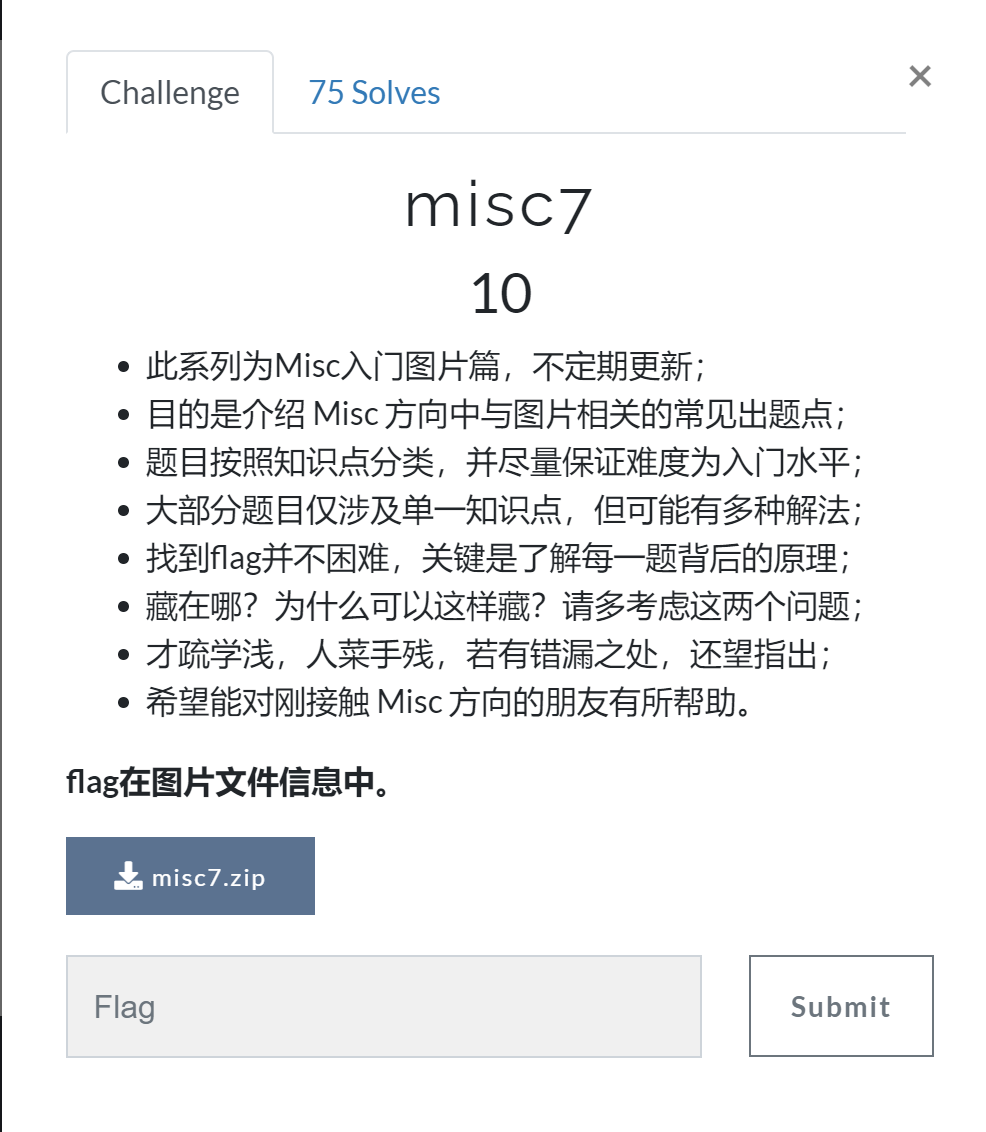 Challenge
75 Solves
×
misc7
10
• 此系列为Misc入门图片篇，不定期更新；
• 目的是介绍 Misc 方向中与图片相关的常见出题点；
• 题目按照知识点分类，并尽量保证难度为入门水平；
• 大部分题目仅涉及单一知识点，但可能有多种解法；
• 找到flag并不困难，关键是了解每一题背后的原理；
• 藏在哪？为什么可以这样藏？请多考虑这两个问题；
• 才疏学浅，人菜手残，若有错漏之处，还望指出；
• 希望能对刚接触 Misc 方向的朋友有所帮助。
flag在图片文件信息中。
misc7.zip
Flag
Submit